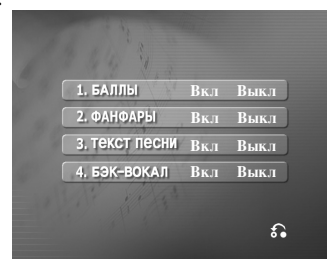 1. БАЛЛЫ Вкл Выкл
2. ФАНФАРЫ Вкл Выкл
3. ТЕКСТ ПЕСНИ Вкл Выкл
4. БЭК-ВОКАЛ Вкл Выкл